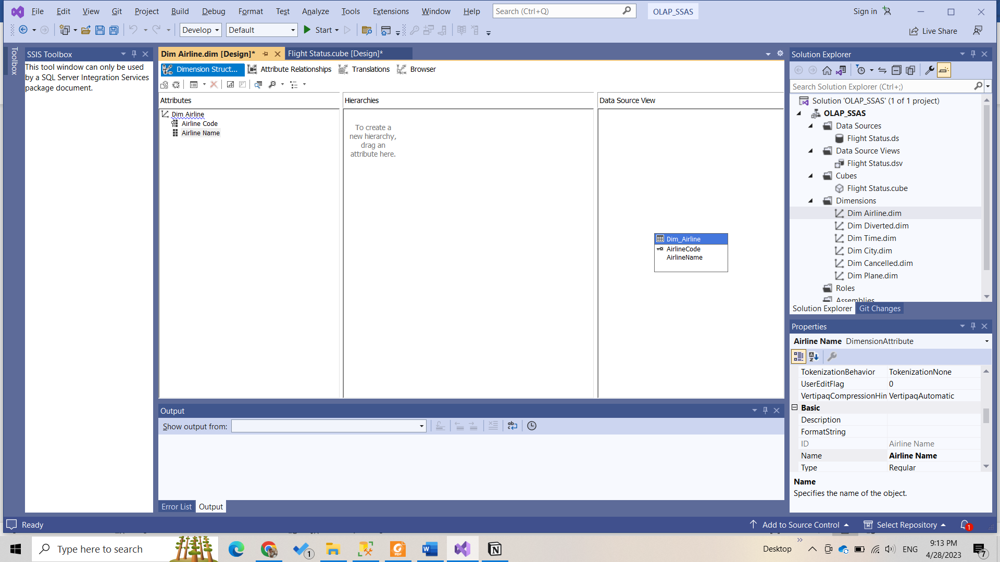 File Edit View Git Project Build Debug Format Test Analyze Tools Extensions Window Help Search (Ctrl+Q) OLAP_SSAS Sign in
Develop Default Start Live Share
Toolbox
SSIS Toolbox
This tool window can only be used
by a SQL Server Integration Services
package document.
Dim Airline.dim [Design]* Flight Status.cube [Design]*
Dimension Struct... Attribute Relationships Translations Browser
Attributes Hierarchies Data Source View
Dim Airline
Airline Code
Airline Name
To create a
new hierarchy,
drag an
attribute here.
Dim_Airline
AirlineCode
AirlineName
Output
Show output from:
Error List Output
Solution Explorer
Search Solution Explorer (Ctrl+;)
Solution 'OLAP_SSAS' (1 of 1 project)
OLAP_SSAS
Data Sources
Flight Status.ds
Data Source Views
Flight Status.dsv
Cubes
Flight Status.cube
Dimensions
Dim Airline.dim
Dim Diverted.dim
Dim Time.dim
Dim City.dim
Dim Cancelled.dim
Dim Plane.dim
Roles
Assemblies
Solution Explorer Git Changes
Properties
Airline Name DimensionAttribute
TokenizationBehavior TokenizationNone
UserEditFlag 0
VertipaqCompressionHin VertipaqAutomatic
Basic
Description
FormatString
ID Airline Name
Name Airline Name
Type Regular
Name
Specifies the name of the object.
Ready Add to Source Control Select Repository 1
Type here to search 1 Desktop ENG 9:13 PM
4/28/2023 7